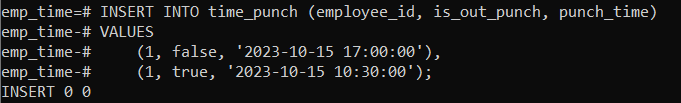 emp_time=# INSERT INTO time_punch (employee_id, is_out_punch, punch_time)
emp_time-# VALUES
emp_time-#     (1, false, '2023-10-15 17:00:00'),
emp_time-#     (1, true, '2023-10-15 10:30:00');
INSERT 0 0